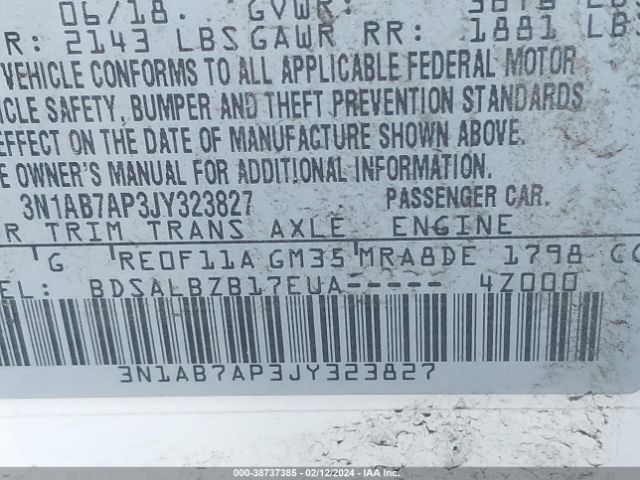 06/18. GVWR: LB
R: 2143 LBS GAWR RR: 1881 LB
VEHICLE CONFORMS TO ALL APPLICABLE FEDERAL MOTOR
ICLE SAFETY, BUMPER AND THEFT PREVENTION STANDARDS
EFFECT ON THE DATE OF MANUFACTURE SHOWN ABOVE.
E OWNER'S MANUAL FOR ADDITIONAL INFORMATION.
3N1AB7AP3JY323827 PASSENGER CAR.
R TRIM TRANS AXLE ENGINE
G RE0F11A GM35 MRA8DE 1798 CC
EL: BDSALBZB17EUA----- 4Z000
3N1AB7AP3JY323827
000-38737385 - 02/12/2024 - IAA Inc.